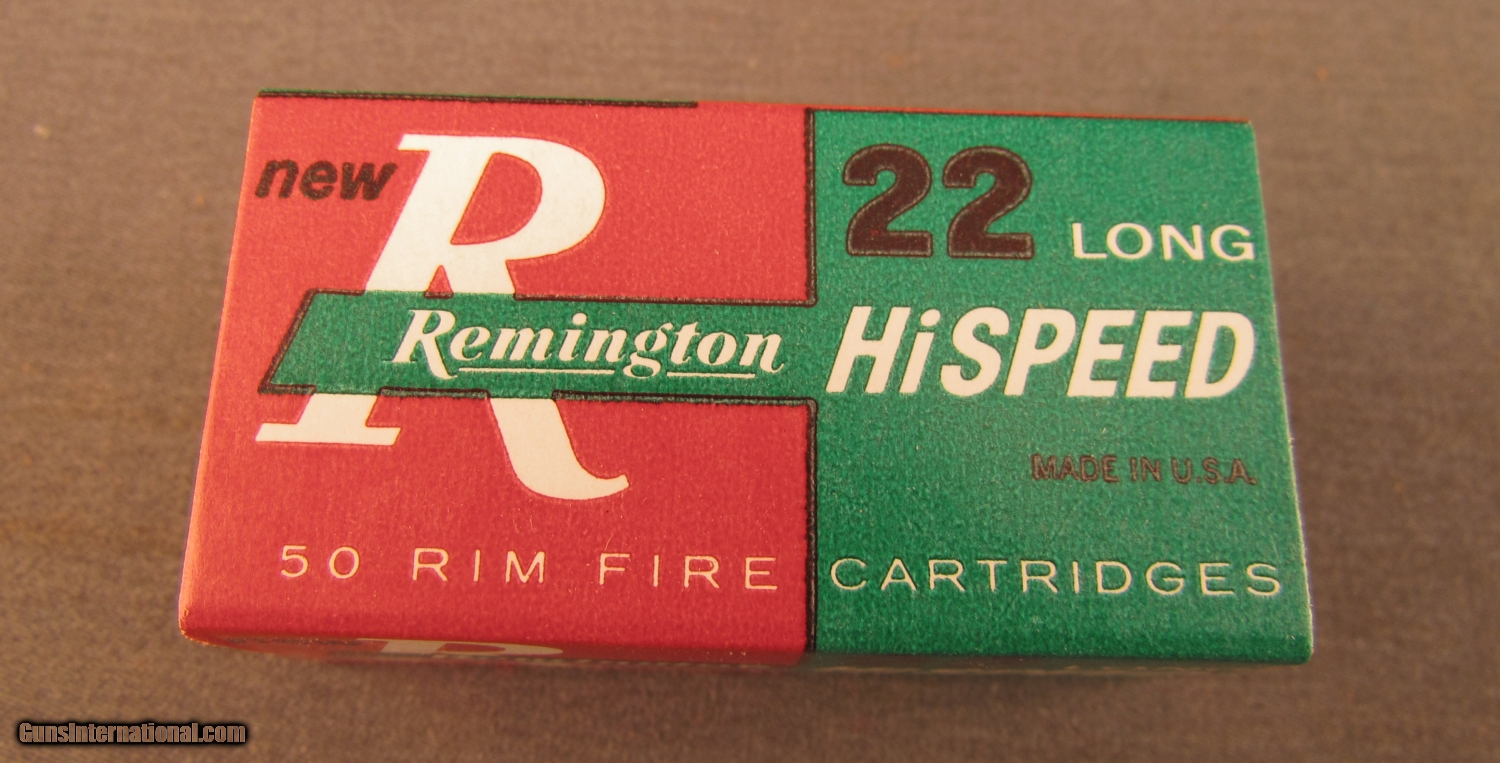 new
R
Remington
22 LONG
HiSPEED
MADE IN U.S.A.
50 RIM FIRE CARTRIDGES
GunsInternational.com